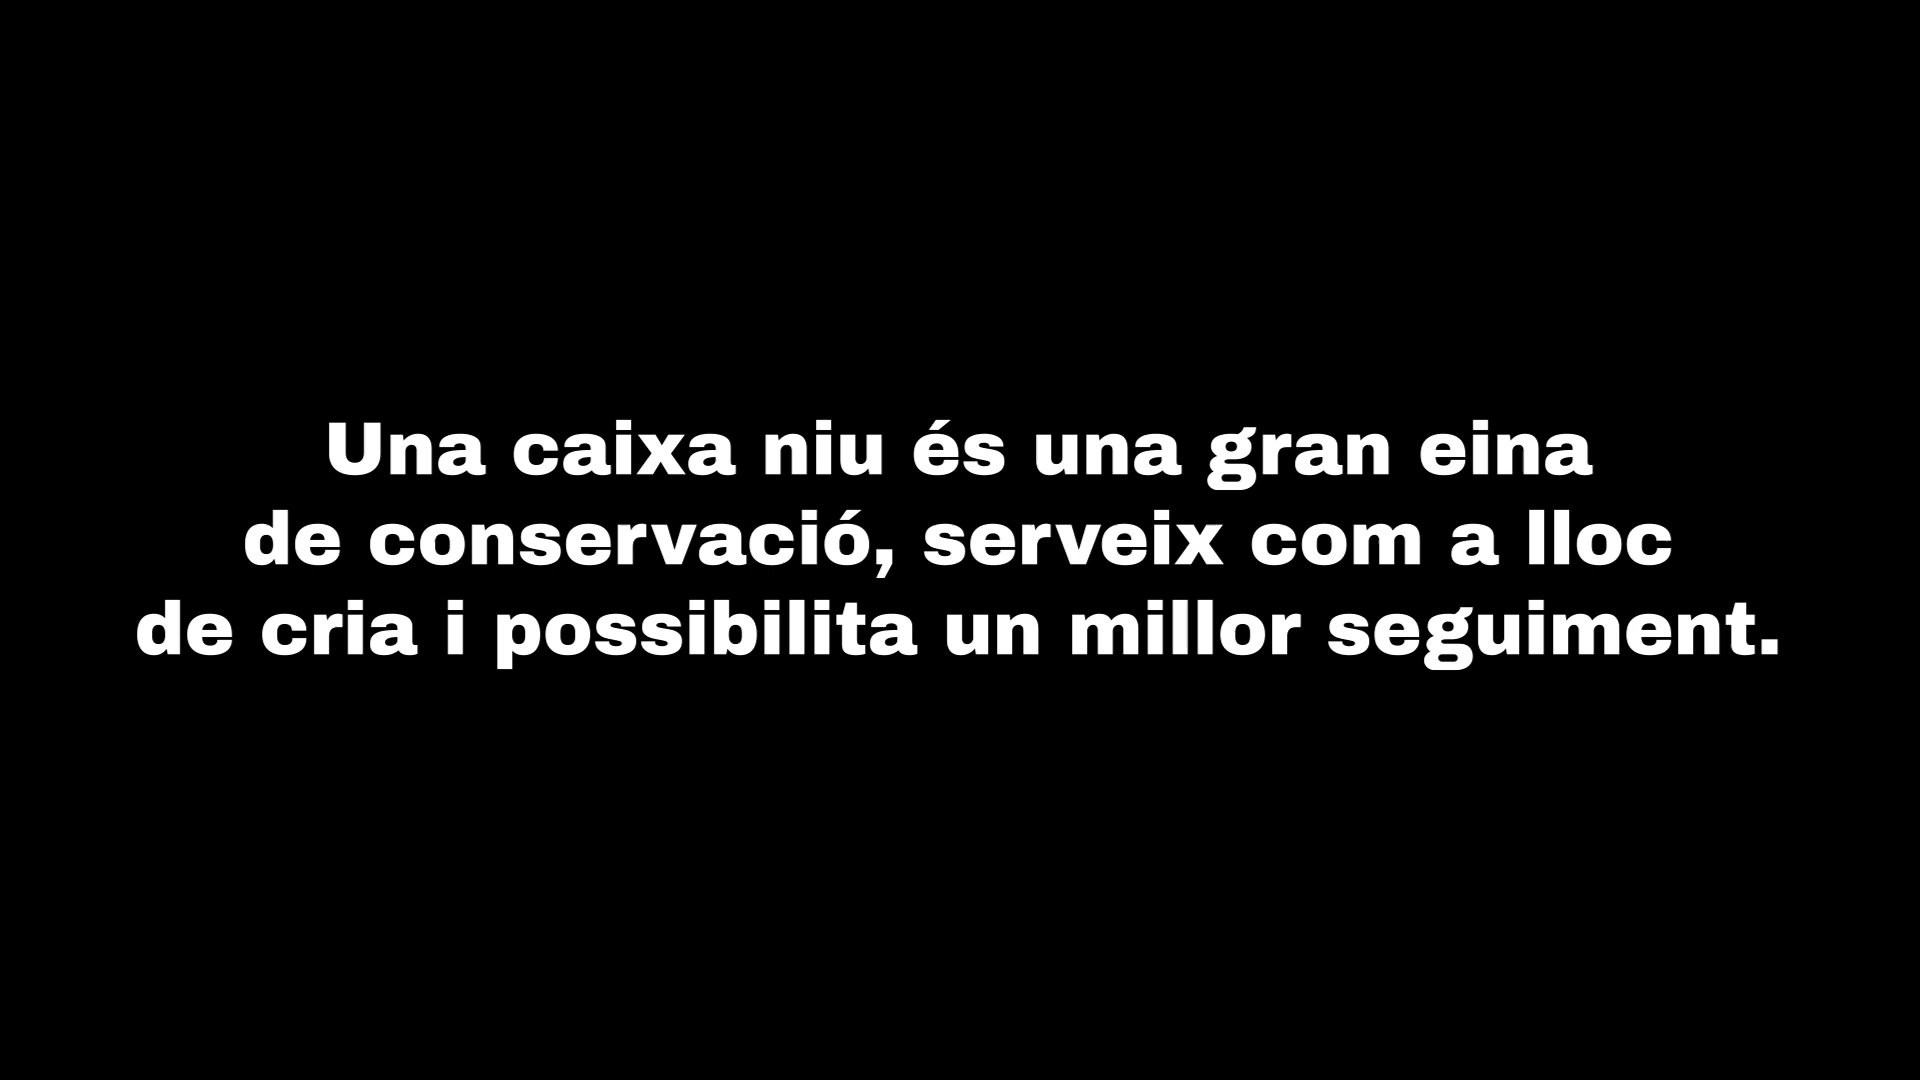 Una caixa niu és una gran eina
de conservació, serveix com a lloc
de cria i possibilita un millor seguiment.